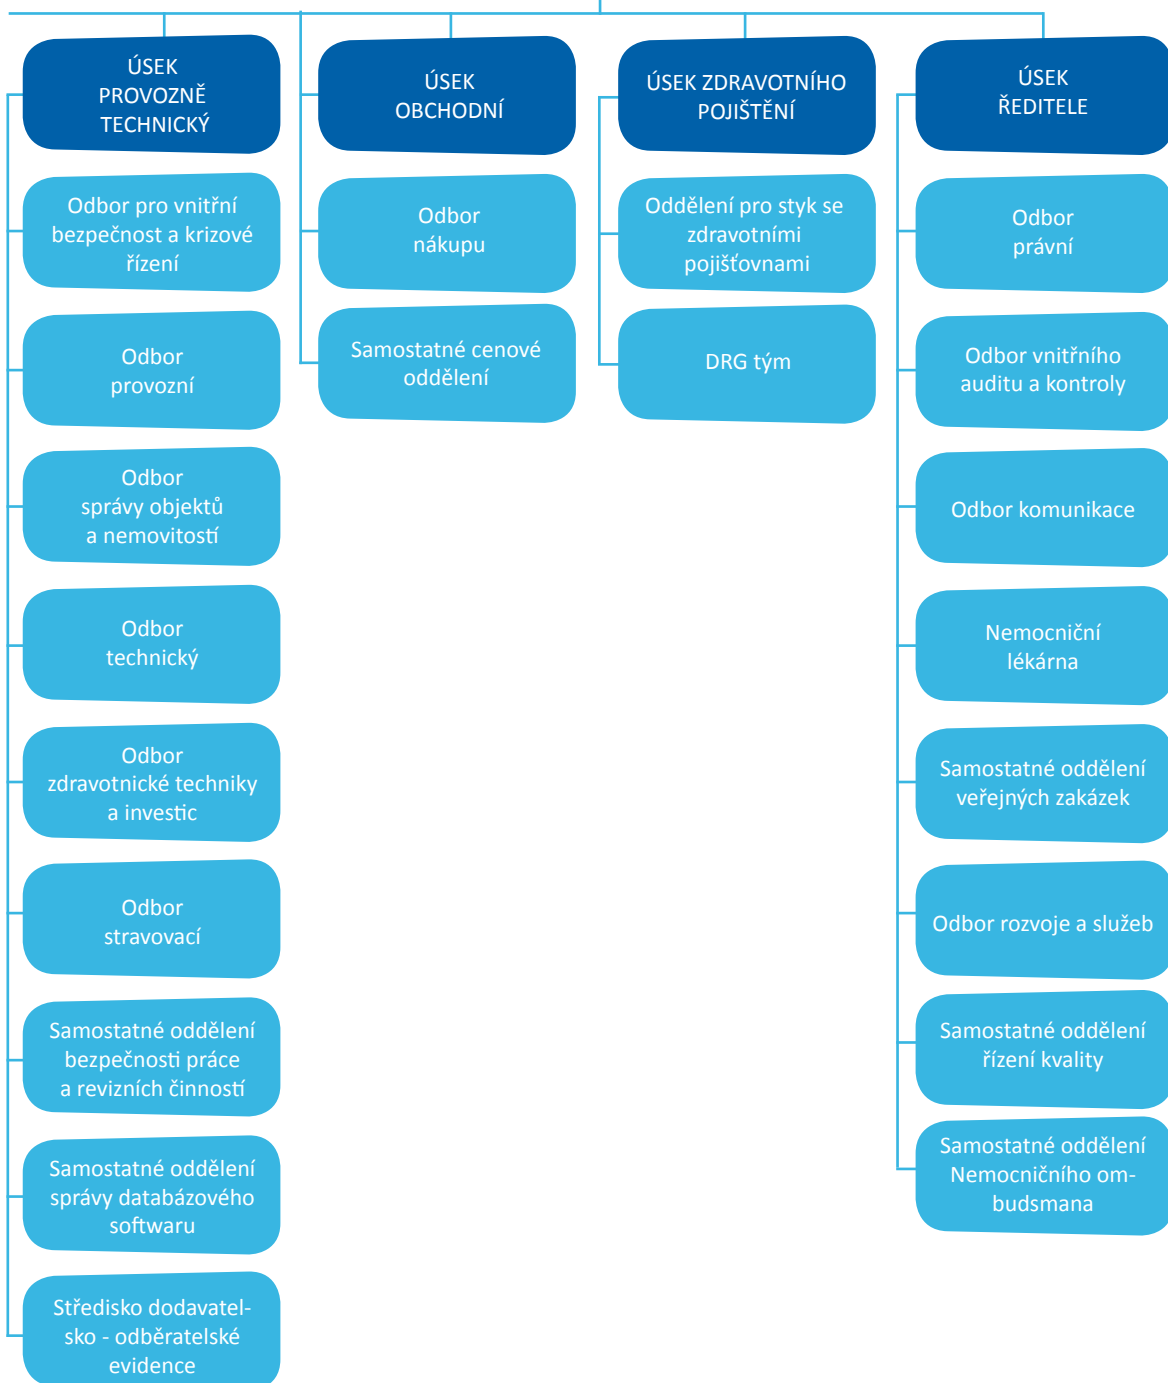 ÚSEK
PROVOZNĚ
TECHNICKÝ
Odbor pro vnitřní
bezpečnost a krizové
řízení
Odbor
provozní
Odbor
správy objektů
a nemovitostí
Odbor
technický
Odbor
zdravotnické techniky
a investic
Odbor
stravovací
Samostatné oddělení
bezpečnosti práce
a revizních činností
Samostatné oddělení
správy databázového
softwaru
Středisko dodavatel-
sko - odběratelské
evidence
ÚSEK
OBCHODNÍ
Odbor
nákupu
Samostatné cenové
oddělení
ÚSEK ZDRAVOTNÍHO
POJIŠTĚNÍ
Oddělení pro styk se
zdravotními
pojišťovnami
DRG tým
ÚSEK
ŘEDITELE
Odbor
právní
Odbor vnitřního
auditu a kontroly
Odbor komunikace
Nemocniční
lékárna
Samostatné oddělení
veřejných zakázek
Odbor rozvoje a služeb
Samostatné oddělení
řízení kvality
Samostatné oddělení
Nemocničního om-
budsmana